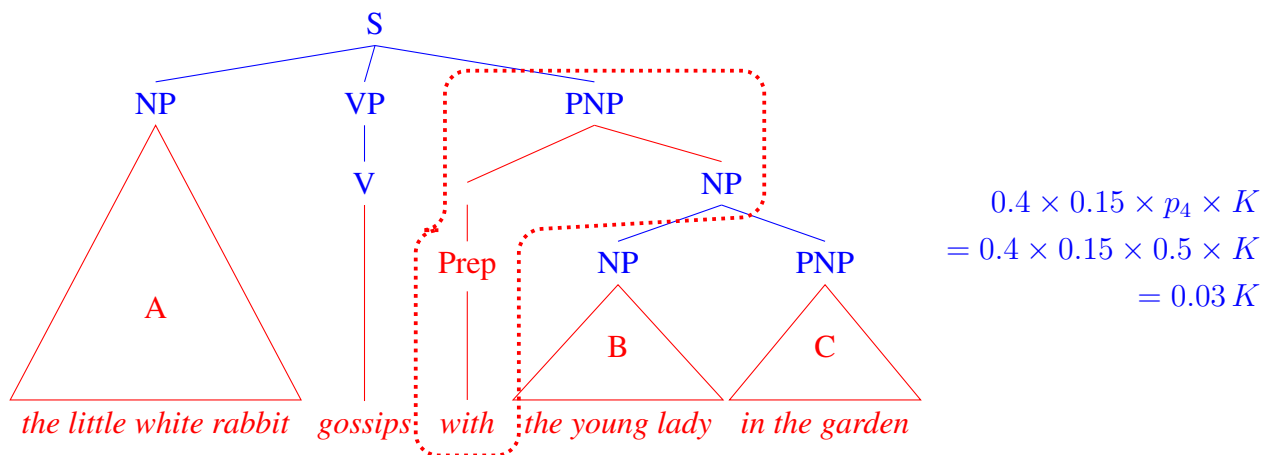 S
NP VP PNP
V NP
Prep NP PNP
A B C
the little white rabbit gossips with the young lady in the garden
0.4 × 0.15 × p₄ × K
= 0.4 × 0.15 × 0.5 × K
= 0.03 K